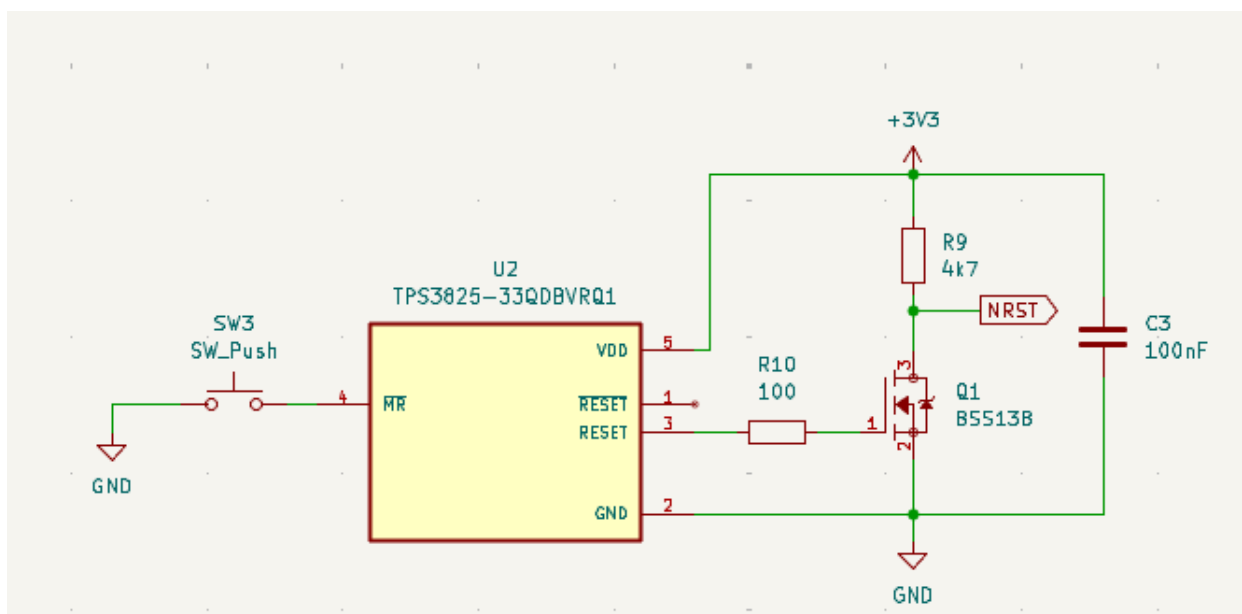 +3V3
R9
4k7
NRST
C3
100nF
U2
TPS3825-33QDBVRQ1
SW3
SW_Push
VDD
5
R10
100
4
MR
RESET
1
3
Q1
BSS13B
RESET
3
1
2
GND
GND
2
GND